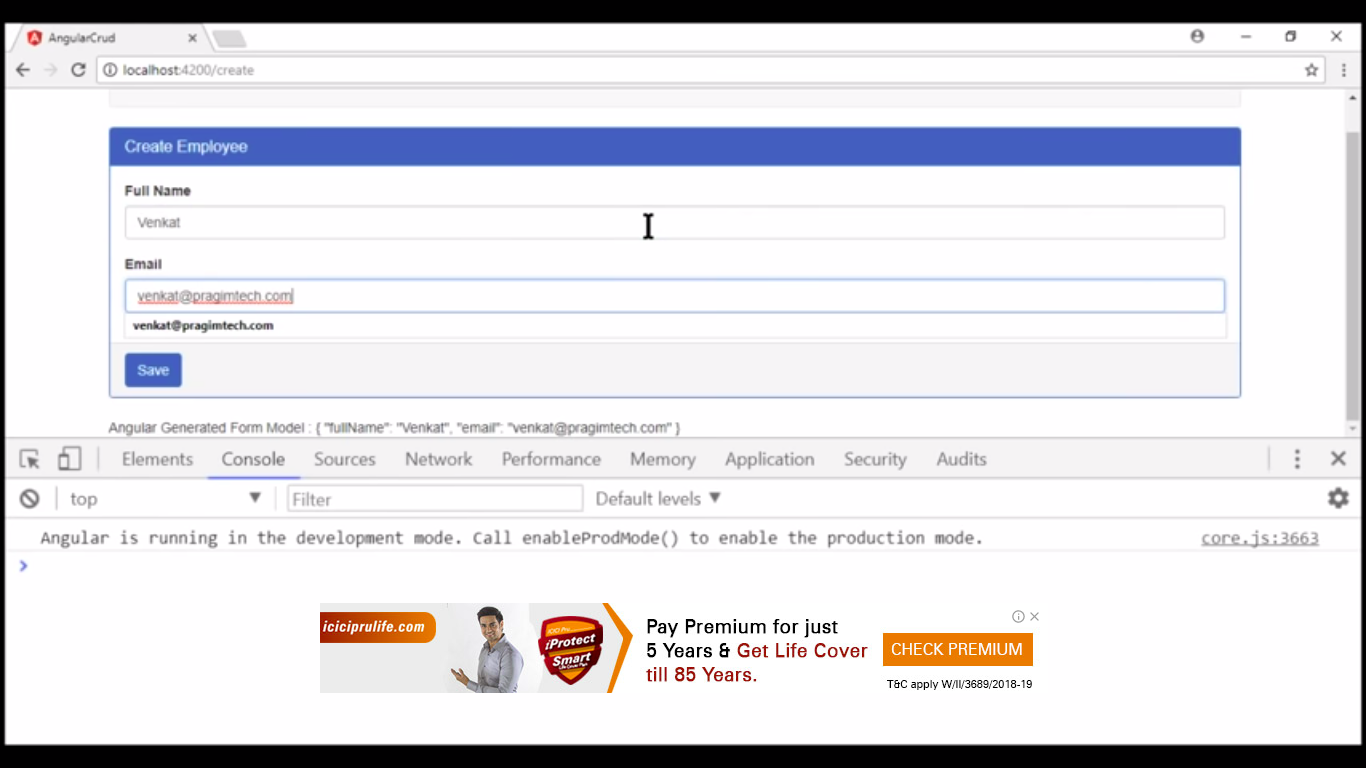 AngularCrud
localhost:4200/create
Create Employee
Full Name
Venkat
Email
venkat@pragimtech.com
venkat@pragimtech.com
Save
Angular Generated Form Model : { "fullName": "Venkat", "email": "venkat@pragimtech.com" }
Elements Console Sources Network Performance Memory Application Security Audits
top Filter Default levels
Angular is running in the development mode. Call enableProdMode() to enable the production mode. core.js:3663
iciciprulife.com
iProtect
Smart
Pay Premium for just
5 Years & Get Life Cover
till 85 Years.
CHECK PREMIUM
T&C apply W/II/3689/2018-19